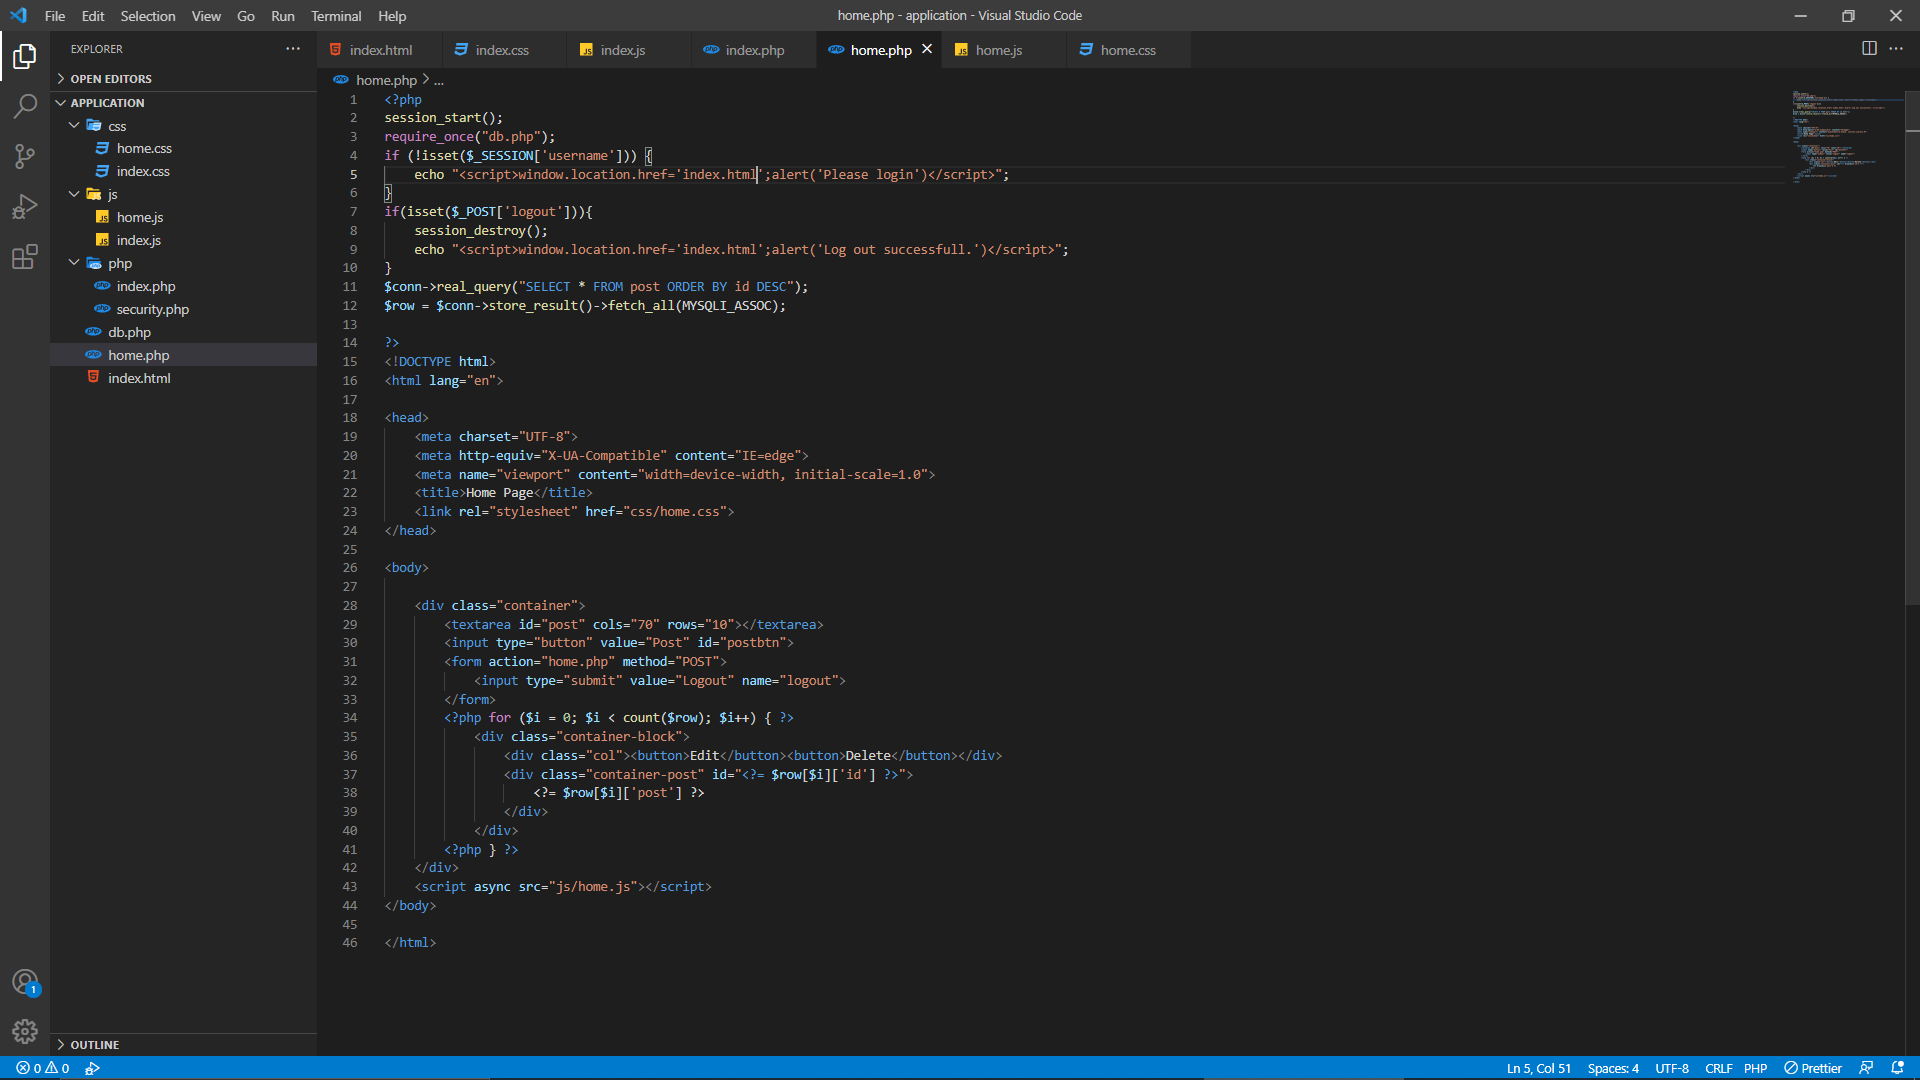 File Edit Selection View Go Run Terminal Help
home.php - application - Visual Studio Code
EXPLORER
OPEN EDITORS
APPLICATION
css
home.css
index.css
js
home.js
index.js
php
index.php
security.php
db.php
home.php
index.html
OUTLINE
1
index.html index.css index.js index.php home.php home.js home.css
home.php > ...
1 <?php
2 session_start();
3 require_once("db.php");
4 if (!isset($_SESSION['username'])) {
5     echo "<script>window.location.href='index.html';alert('Please login')</script>";
6 }
7 if(isset($_POST['logout'])){
8     session_destroy();
9     echo "<script>window.location.href='index.html';alert('Log out successfull.')</script>";
10 }
11 $conn->real_query("SELECT * FROM post ORDER BY id DESC");
12 $row = $conn->store_result()->fetch_all(MYSQLI_ASSOC);
13
14 ?>
15 <!DOCTYPE html>
16 <html lang="en">
17
18 <head>
19     <meta charset="UTF-8">
20     <meta http-equiv="X-UA-Compatible" content="IE=edge">
21     <meta name="viewport" content="width=device-width, initial-scale=1.0">
22     <title>Home Page</title>
23     <link rel="stylesheet" href="css/home.css">
24 </head>
25
26 <body>
27
28     <div class="container">
29         <textarea id="post" cols="70" rows="10"></textarea>
30         <input type="button" value="Post" id="postbtn">
31         <form action="home.php" method="POST">
32             <input type="submit" value="Logout" name="logout">
33         </form>
34         <?php for ($i = 0; $i < count($row); $i++) { ?>
35             <div class="container-block">
36                 <div class="col"><button>Edit</button><button>Delete</button></div>
37                 <div class="container-post" id="<?= $row[$i]['id'] ?>">
38                     <?= $row[$i]['post'] ?>
39                 </div>
40             </div>
41         <?php } ?>
42     </div>
43     <script async src="js/home.js"></script>
44 </body>
45
46 </html>
0 0
Ln 5, Col 51 Spaces: 4 UTF-8 CRLF PHP Prettier